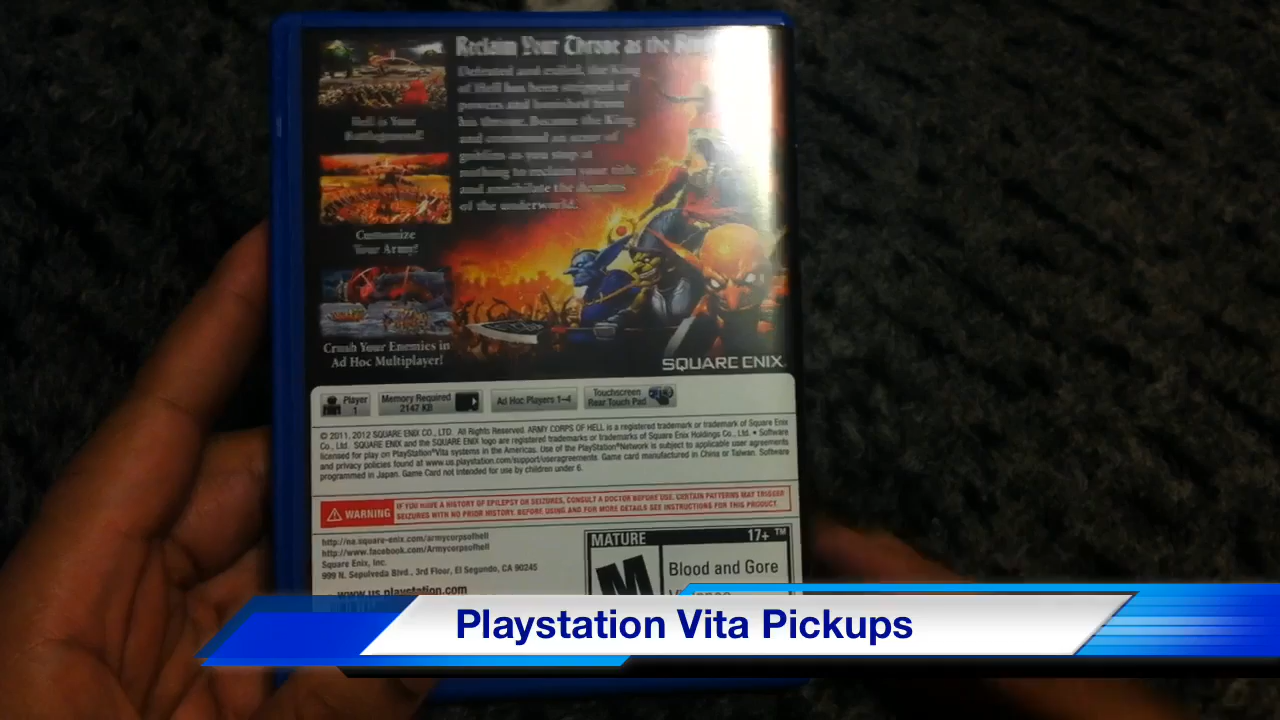 Reclaim Your Throne as the King
Defeated and exiled, the King
of Hell has been stripped of
powers and banished from
his throne. Become the King
and command an army of
goblins as you stop at
nothing to reclaim your title
and annihilate the demons
of the underworld.
Hell is Your
Battleground!
Customize
Your Army!
Crush Your Enemies in
Ad Hoc Multiplayer!
SQUARE ENIX
Player
1
Memory Required
2147 KB
Ad Hoc Players 1-4
Touchscreen
Rear Touch Pad
© 2011, 2012 SQUARE ENIX CO., LTD. All Rights Reserved. ARMY CORPS OF HELL is a registered trademark or trademark of Square Enix
Co., Ltd. SQUARE ENIX and the SQUARE ENIX logo are registered trademarks or trademarks of Square Enix Holdings Co., Ltd. • Software
licensed for play on PlayStation®Vita systems in the Americas. Use of the PlayStation®Network is subject to applicable user agreements
and privacy policies found at www.us.playstation.com/support/useragreements. Game card manufactured in China or Taiwan. Software
programmed in Japan. Game Card not intended for use by children under 6.
WARNING
IF YOU HAVE A HISTORY OF EPILEPSY OR SEIZURES, CONSULT A DOCTOR BEFORE USE. CERTAIN PATTERNS MAY TRIGGER
SEIZURES WITH NO PRIOR HISTORY. BEFORE USING AND FOR MORE DETAILS SEE INSTRUCTIONS FOR THIS PRODUCT.
http://na.square-enix.com/armycorpsofhell
http://www.facebook.com/Armycorpsofhell
Square Enix, Inc.
999 N. Sepulveda Blvd., 3rd Floor, El Segundo, CA 90245
www.us.playstation.com
MATURE 17+ ™
M
Blood and Gore
Playstation Vita Pickups